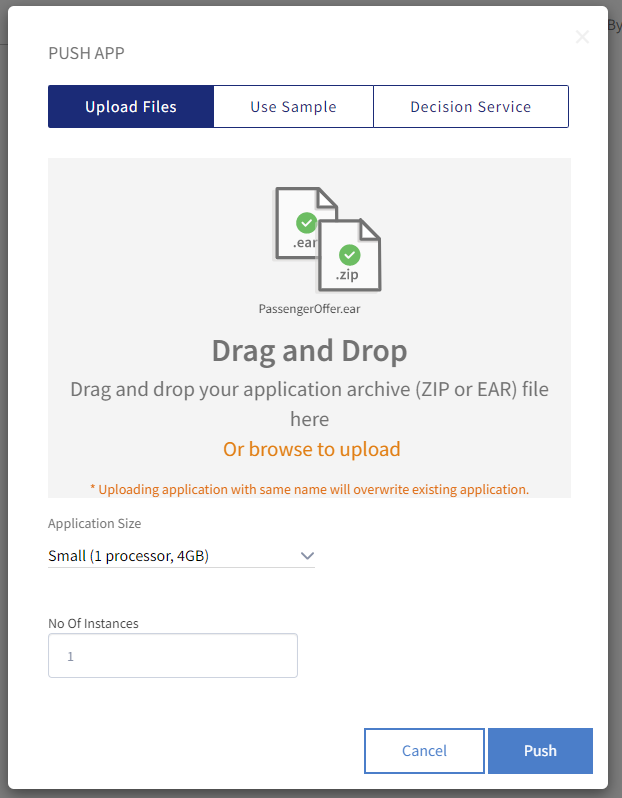 By
PUSH APP
Upload Files
Use Sample
Decision Service
.ear
.zip
PassengerOffer.ear
Drag and Drop
Drag and drop your application archive (ZIP or EAR) file
here
Or browse to upload
* Uploading application with same name will overwrite existing application.
Application Size
Small (1 processor, 4GB)
No Of Instances
1
Cancel
Push